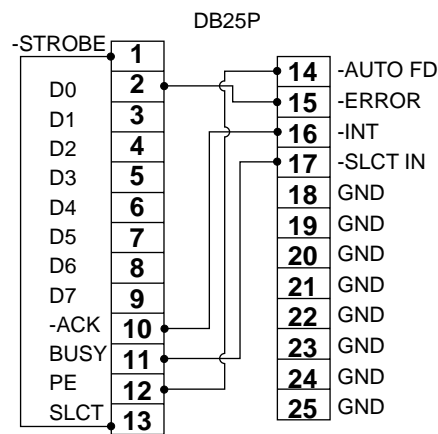 DB25P
-STROBE 1
D0 2
D1 3
D2 4
D3 5
D4 6
D5 7
D6 8
D7 9
-ACK 10
BUSY 11
PE 12
SLCT 13
14 -AUTO FD
15 -ERROR
16 -INT
17 -SLCT IN
18 GND
19 GND
20 GND
21 GND
22 GND
23 GND
24 GND
25 GND